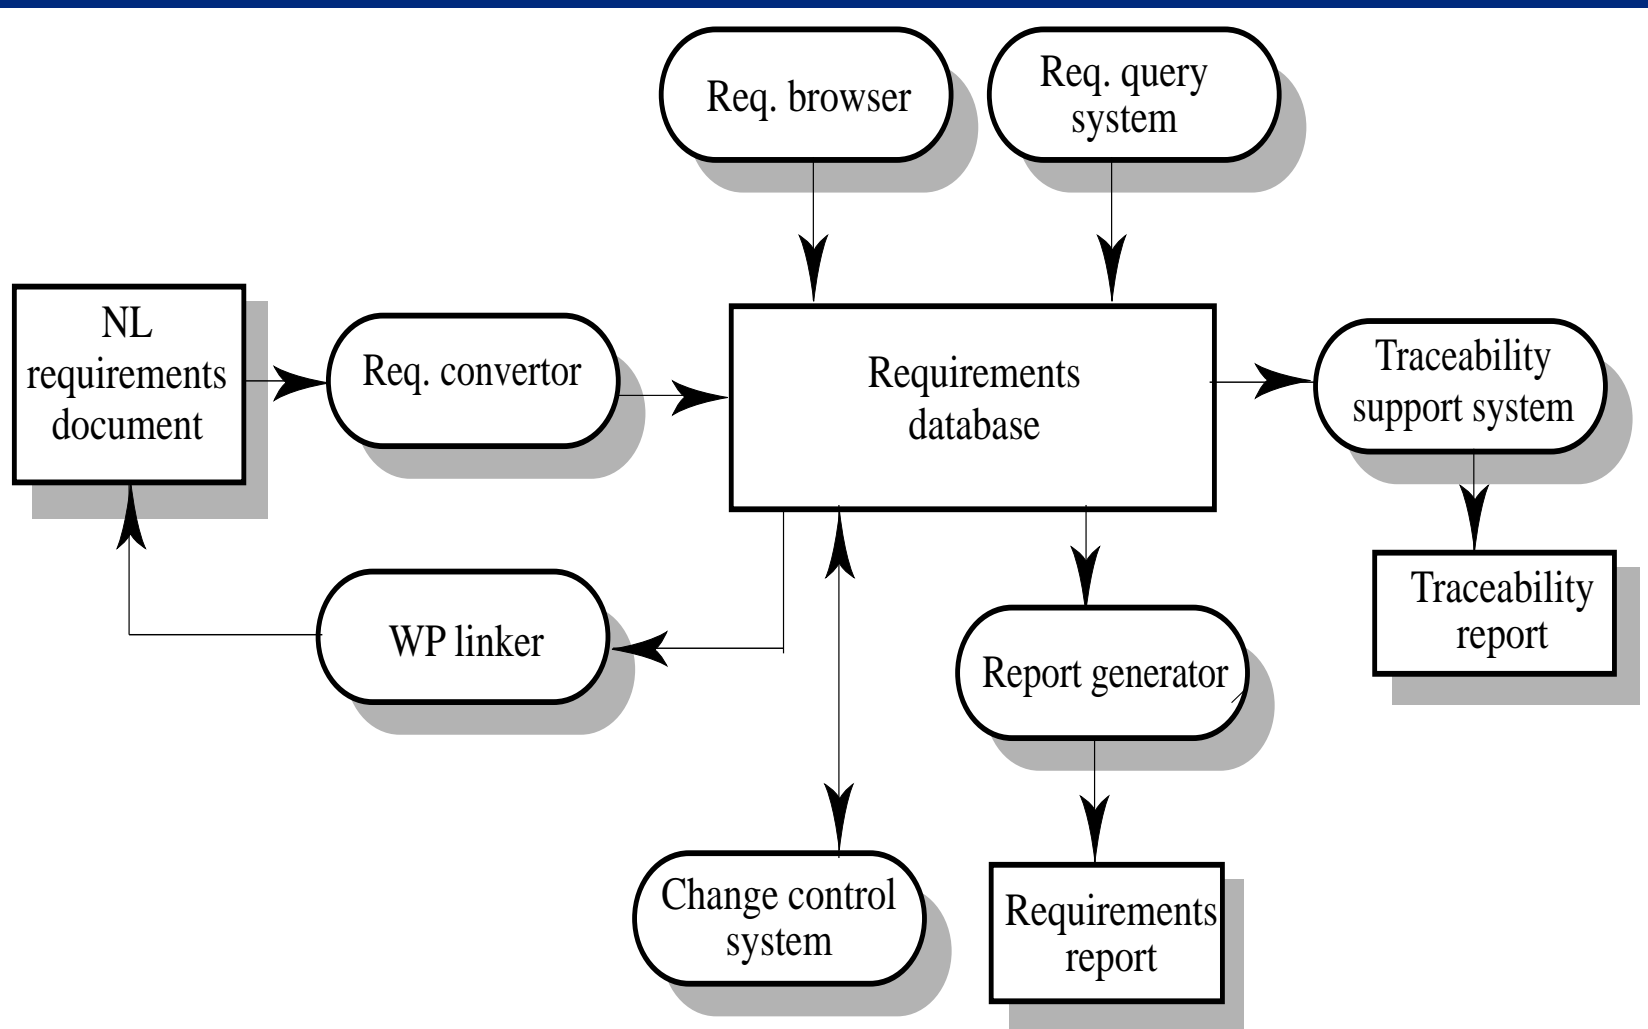 Req. browser
Req. query
system
NL
requirements
document
Req. convertor
Requirements
database
Traceability
support system
WP linker
Report generator
Traceability
report
Change control
system
Requirements
report